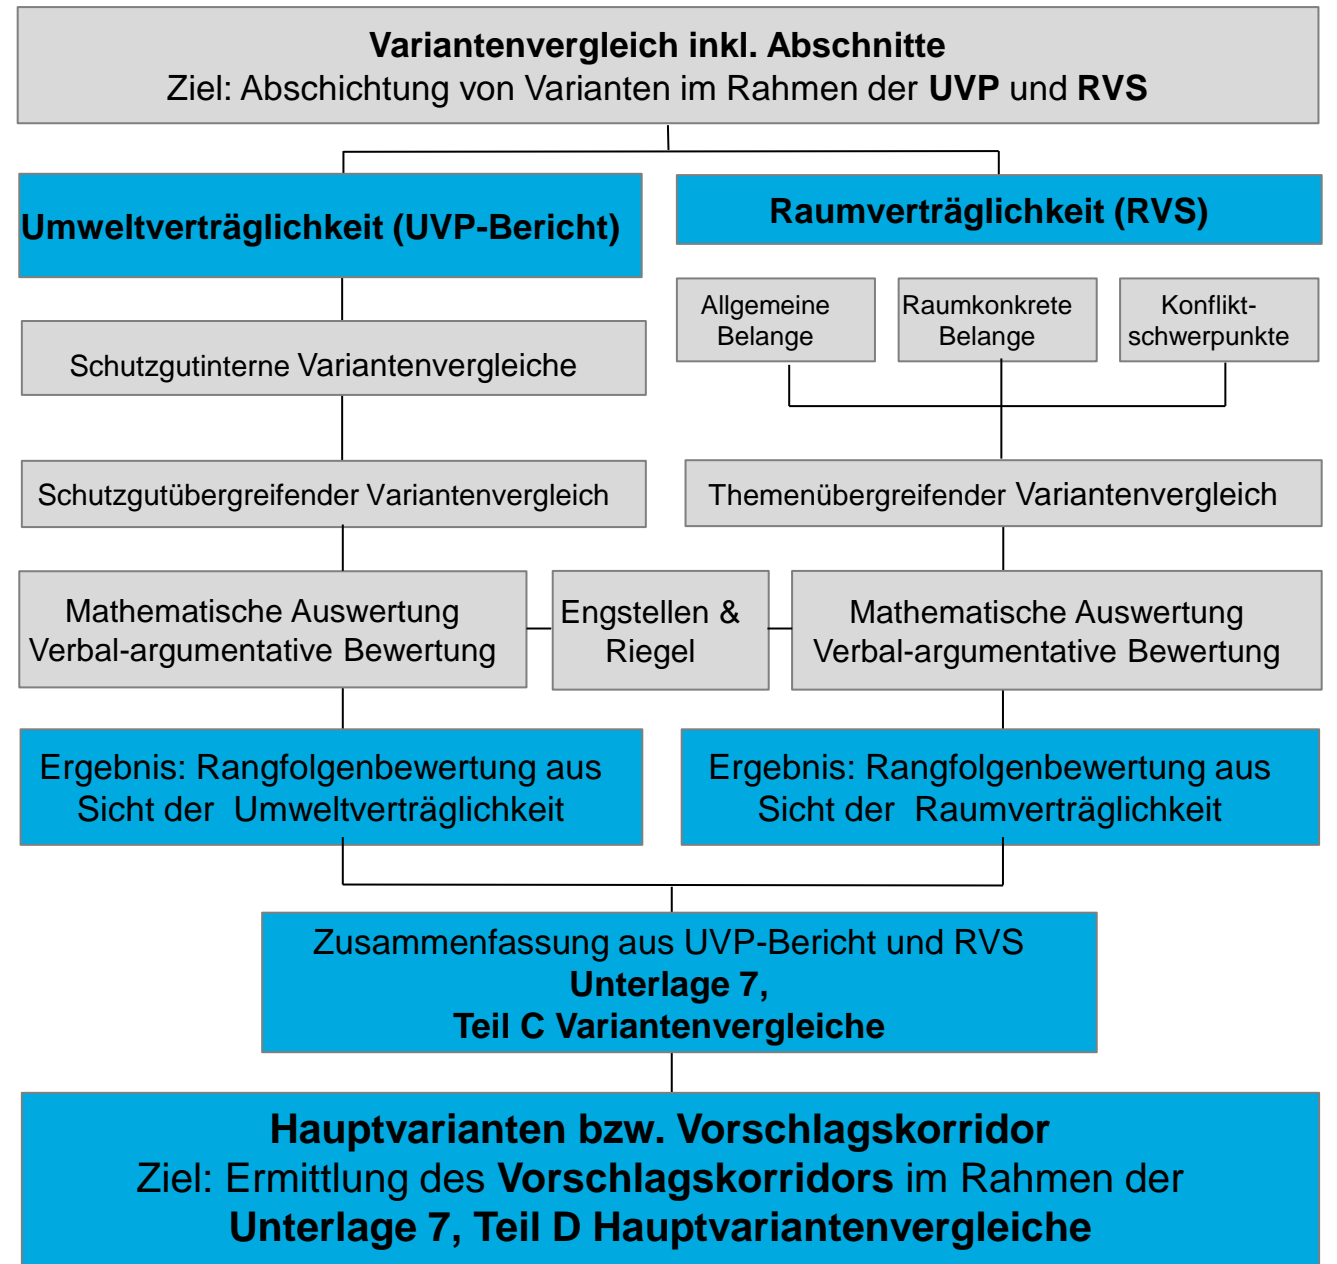 Variantenvergleich inkl. Abschnitte
Ziel: Abschichtung von Varianten im Rahmen der UVP und RVS
Umweltverträglichkeit (UVP-Bericht)
Raumverträglichkeit (RVS)
Allgemeine
Belange
Raumkonkrete
Belange
Konflikt-
schwerpunkte
Schutzgutinterne Variantenvergleiche
Schutzgutübergreifender Variantenvergleich
Themenübergreifender Variantenvergleich
Mathematische Auswertung
Verbal-argumentative Bewertung
Engstellen &
Riegel
Mathematische Auswertung
Verbal-argumentative Bewertung
Ergebnis: Rangfolgenbewertung aus
Sicht der Umweltverträglichkeit
Ergebnis: Rangfolgenbewertung aus
Sicht der Raumverträglichkeit
Zusammenfassung aus UVP-Bericht und RVS
Unterlage 7,
Teil C Variantenvergleiche
Hauptvarianten bzw. Vorschlagskorridor
Ziel: Ermittlung des Vorschlagskorridors im Rahmen der
Unterlage 7, Teil D Hauptvariantenvergleiche